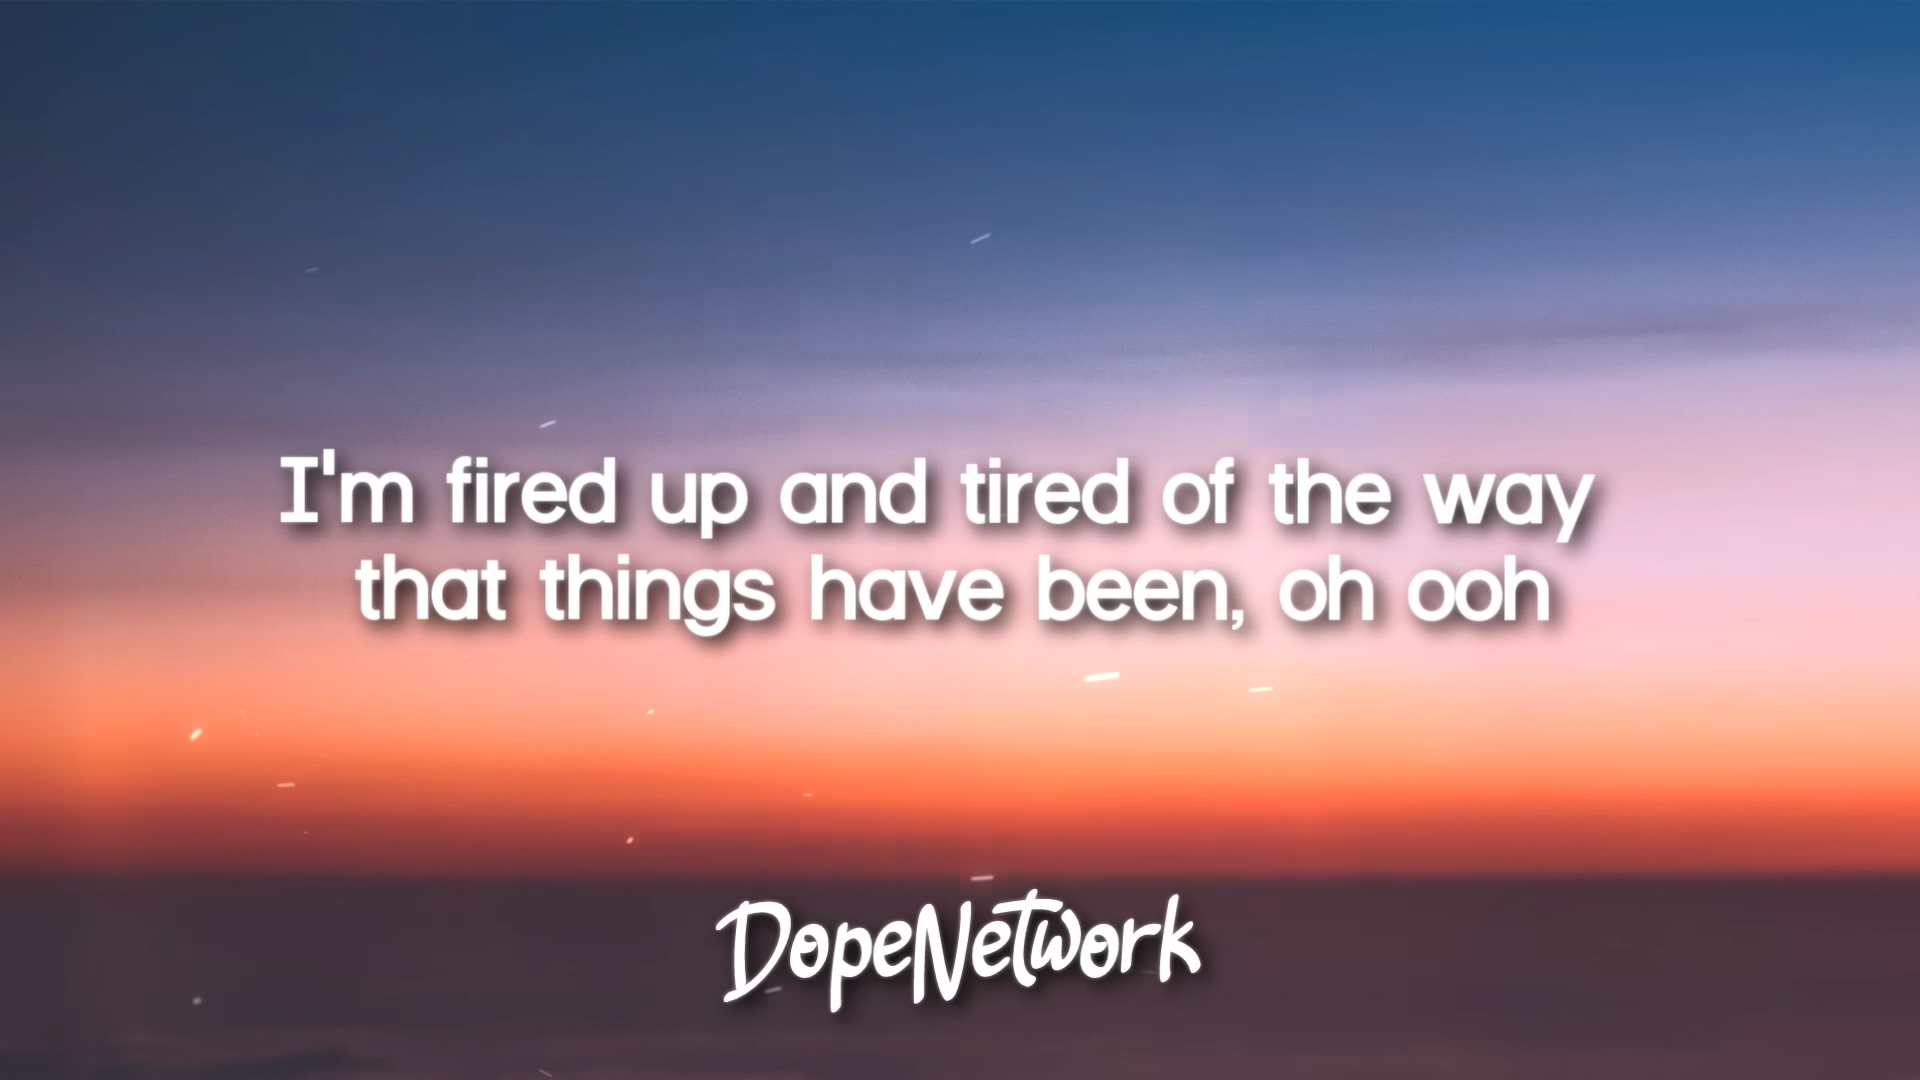 I'm fired up and tired of the way
that things have been, oh ooh
DopeNetwork